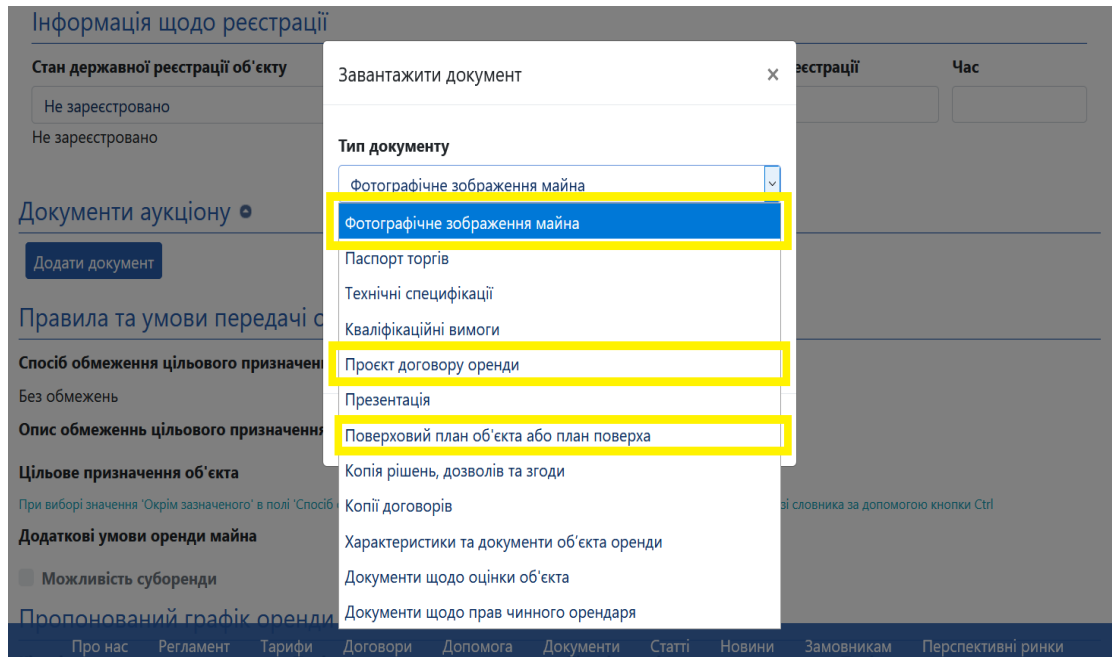 Інформація щодо реєстрації
Стан державної реєстрації об'єкту
еєстрації
Час
Не зареєстровано
Не зареєстровано
Документи аукціону
Додати документ
Правила та умови передачі о
Спосіб обмеження цільового призначен
Без обмежень
Опис обмеженнь цільового призначення
Цільове призначення об'єкта
При виборі значення 'Окрім зазначеного' в полі 'Спосіб
зі словника за допомогою кнопки Ctrl
Додаткові умови оренди майна
Можливість суборенди
Пропонований графік оренди
Завантажити документ ×
Тип документу
Фотографічне зображення майна
Фотографічне зображення майна
Паспорт торгів
Технічні специфікації
Кваліфікаційні вимоги
Проєкт договору оренди
Презентація
Поверховий план об'єкта або план поверха
Копія рішень, дозволів та згоди
Копії договорів
Характеристики та документи об’єкта оренди
Документи щодо оцінки об'єкта
Документи щодо прав чинного орендаря
Про нас Регламент Тарифи Договори Допомога Документи Статті Новини Замовникам Перспективні ринки